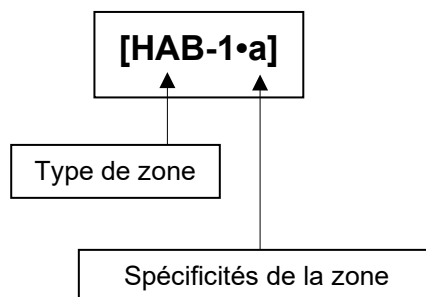 [HAB-1•a]
Type de zone
Spécificités de la zone